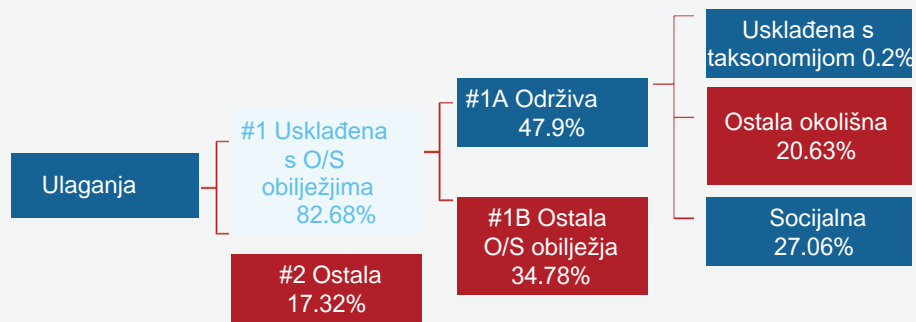 Ulaganja
#1 Usklađena
s O/S
obilježjima
82.68%
#2 Ostala
17.32%
#1A Održiva
47.9%
#1B Ostala
O/S obilježja
34.78%
Usklađena s
taksonomijom 0.2%
Ostala okolišna
20.63%
Socijalna
27.06%